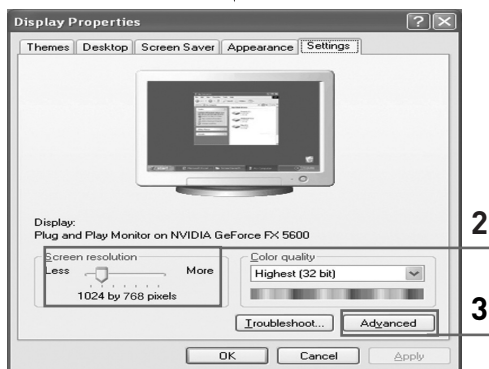 Display Properties
Themes Desktop Screen Saver Appearance Settings
Display:
Plug and Play Monitor on NVIDIA GeForce FX 5600
Screen resolution
Less More
1024 by 768 pixels
Color quality
Highest (32 bit)
2
Troubleshoot... Advanced
3
OK Cancel Apply